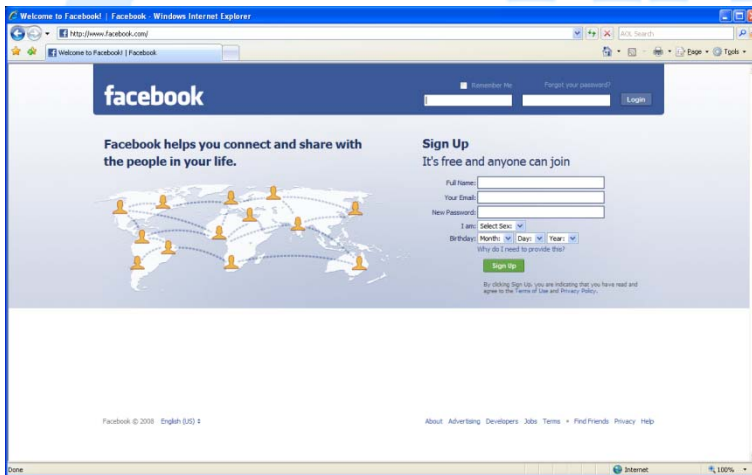 Welcome to Facebook! | Facebook - Windows Internet Explorer
http://www.facebook.com/
AOL Search
Welcome to Facebook! | Facebook
Page
Tools
facebook
Remember Me
Forgot your password?
Login
Facebook helps you connect and share with
the people in your life.
Sign Up
It's free and anyone can join
Full Name:
Your Email:
New Password:
I am: Select Sex:
Birthday: Month: Day: Year:
Why do I need to provide this?
Sign Up
By clicking Sign Up, you are indicating that you have read and
agree to the Terms of Use and Privacy Policy.
Facebook © 2008 English (US)
About Advertising Developers Jobs Terms • Find Friends Privacy Help
Done
Internet
100%